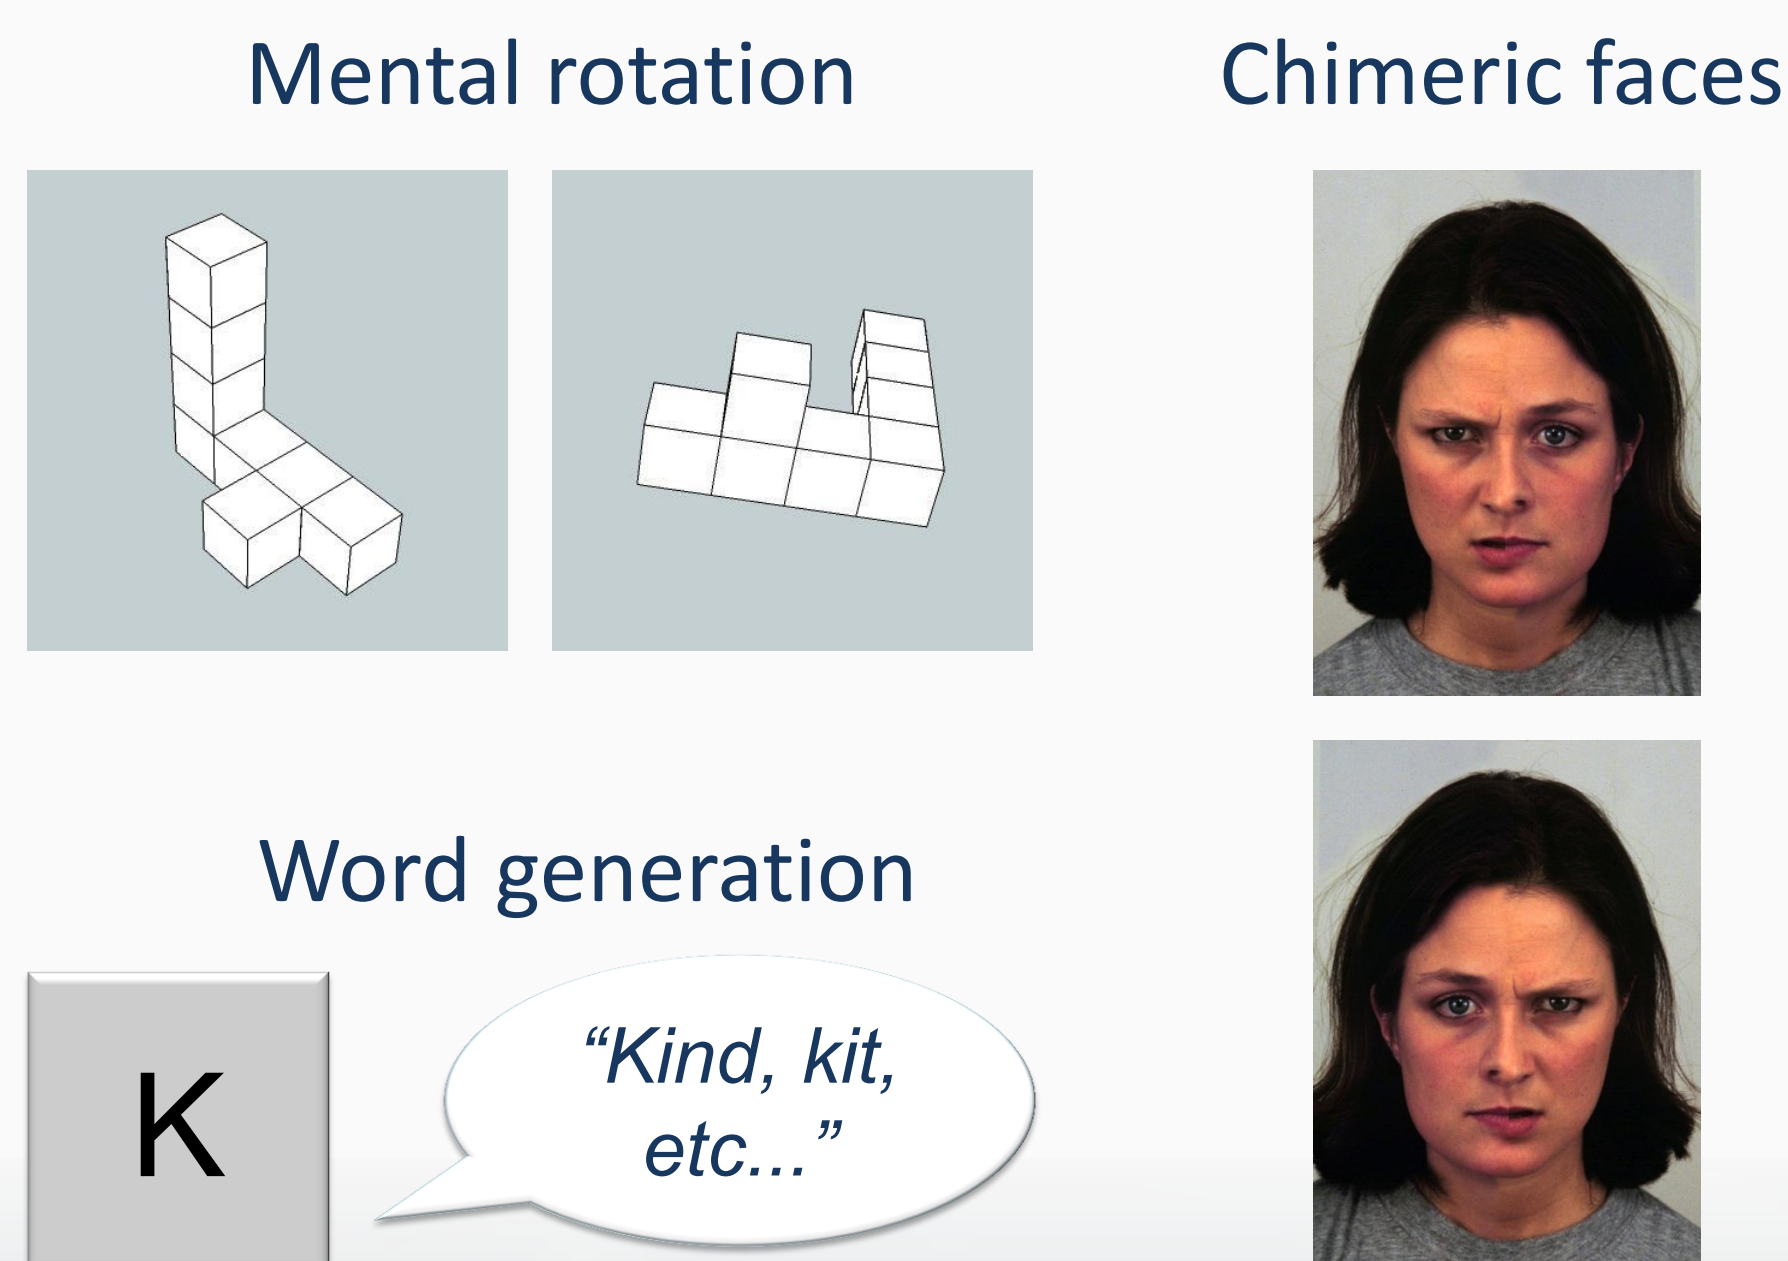 Mental rotation
Chimeric faces
Word generation
K
“Kind, kit,
etc...”